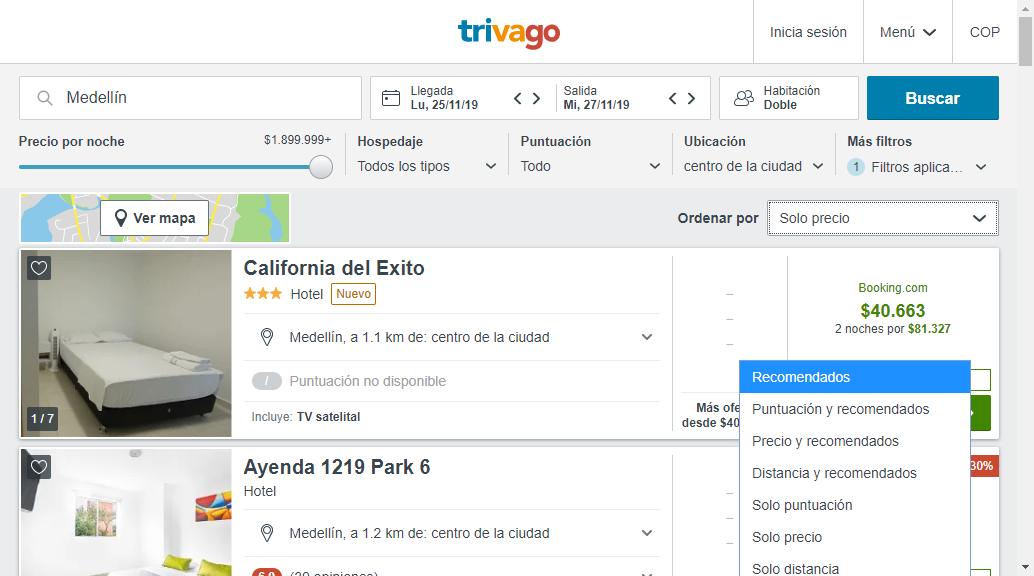 trivago
Inicia sesión
Menú
COP
Medellín
Llegada
Lu, 25/11/19
Salida
Mi, 27/11/19
Habitación
Doble
Buscar
Precio por noche
$1.899.999+
Hospedaje
Todos los tipos
Puntuación
Todo
Ubicación
centro de la ciudad
Más filtros
1 Filtros aplica...
Ver mapa
Ordenar por
Solo precio
California del Exito
Hotel Nuevo
Medellín, a 1.1 km de: centro de la ciudad
/ Puntuación no disponible
Incluye: TV satelital
1 / 7
Booking.com
$40.663
2 noches por $81.327
Más ofe
desde $40
Recomendados
Puntuación y recomendados
Precio y recomendados
Distancia y recomendados
Solo puntuación
Solo precio
Solo distancia
Ayenda 1219 Park 6
Hotel
Medellín, a 1.2 km de: centro de la ciudad
30%